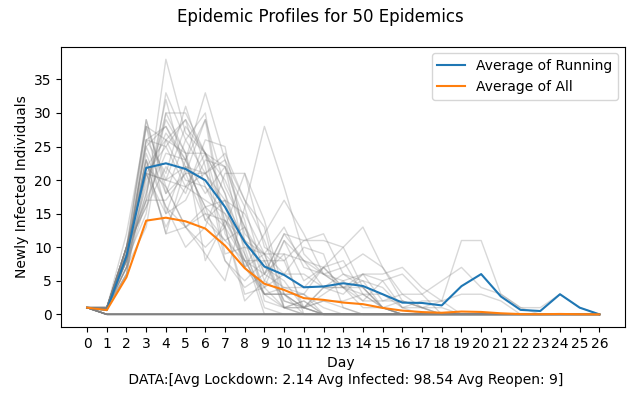 Epidemic Profiles for 50 Epidemics
Average of Running
Average of All
Newly Infected Individuals
35
30
25
20
15
10
5
0
0 1 2 3 4 5 6 7 8 9 10 11 12 13 14 15 16 17 18 19 20 21 22 23 24 25 26
Day
DATA:[Avg Lockdown: 2.14 Avg Infected: 98.54 Avg Reopen: 9]